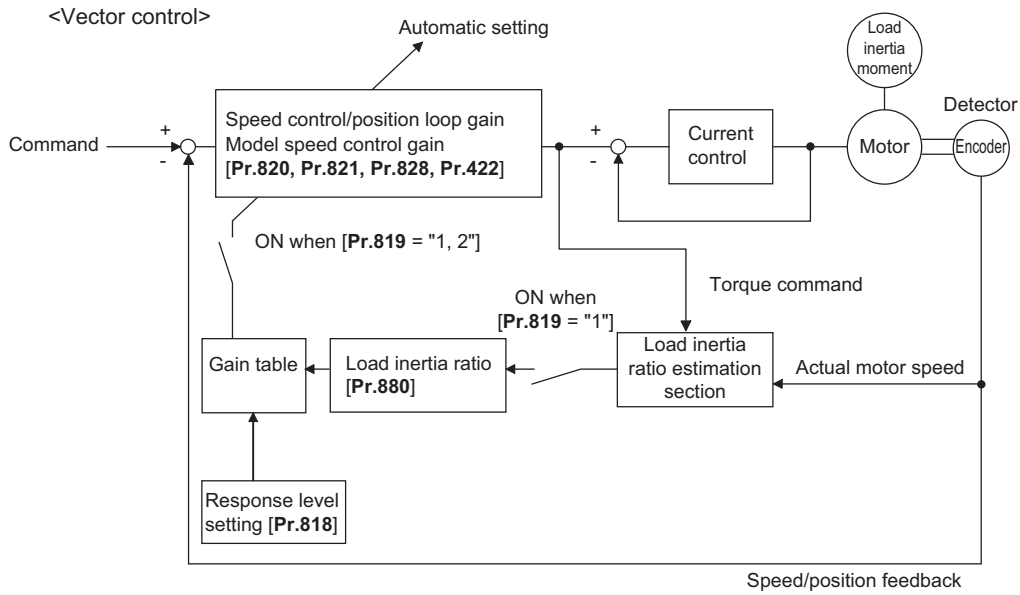 <Vector control>
Automatic setting
Load
inertia
moment
Detector
Command
+
-
Speed control/position loop gain
Model speed control gain
[Pr.820, Pr.821, Pr.828, Pr.422]
+
-
Current
control
Motor
Encoder
ON when [Pr.819 = "1, 2"]
Torque command
ON when
[Pr.819 = "1"]
Gain table
Load inertia ratio
[Pr.880]
Load inertia
ratio estimation
section
Actual motor speed
Response level
setting [Pr.818]
Speed/position feedback